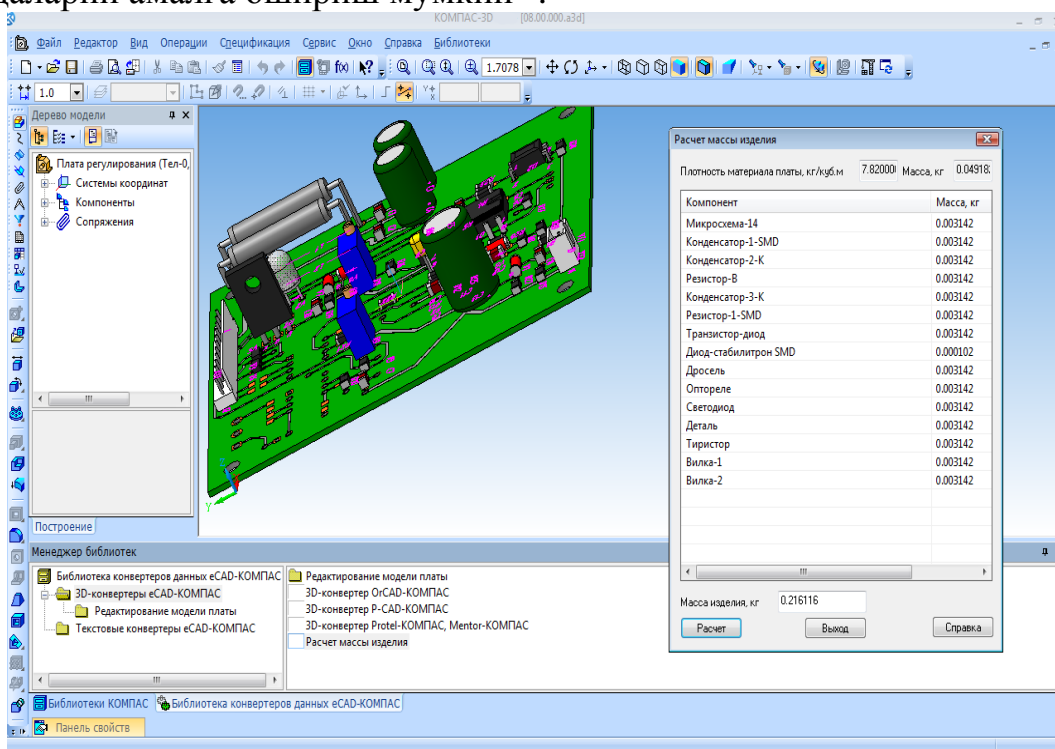 даларни амалга ошириш мумкин
КОМПАС-3D [08.00.000.a3d]
Файл Редактор Вид Операции Спецификация Сервис Окно Справка Библиотеки
1.7078
1.0
Дерево модели
Плата регулирования (Тел-0,
Системы координат
Компоненты
Сопряжения
Построение
Расчет массы изделия
Плотность материала платы, кг/куб.м 7.82000 Масса, кг 0.04918
Компонент Масса, кг
Микросхема-14 0.003142
Конденсатор-1-SMD 0.003142
Конденсатор-2-К 0.003142
Резистор-В 0.003142
Конденсатор-3-К 0.003142
Резистор-1-SMD 0.003142
Транзистор-диод 0.003142
Диод-стабилитрон SMD 0.000102
Дросель 0.003142
Оптореле 0.003142
Светодиод 0.003142
Деталь 0.003142
Тиристор 0.003142
Вилка-1 0.003142
Вилка-2 0.003142
Масса изделия, кг 0.216116
Расчет Выход Справка
Менеджер библиотек
Библиотека конвертеров данных eCAD-КОМПАС
3D-конвертеры eCAD-КОМПАС
Редактирование модели платы
Текстовые конвертеры eCAD-КОМПАС
Редактирование модели платы
3D-конвертер OrCAD-КОМПАС
3D-конвертер P-CAD-КОМПАС
3D-конвертер Protel-КОМПАС, Mentor-КОМПАС
Расчет массы изделия
Библиотеки КОМПАС Библиотека конвертеров данных eCAD-КОМПАС
Панель свойств